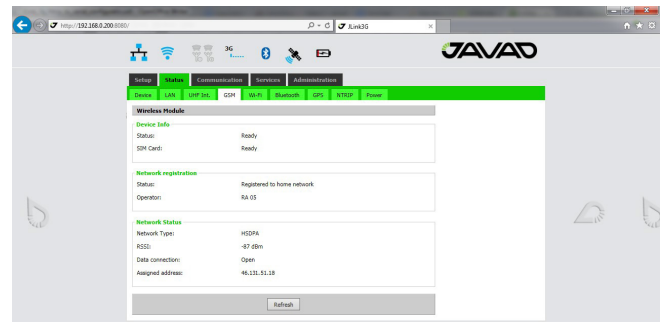 http://192.168.0.200:8080/
JLink3G
3G
JAVAD
Setup Status Communication Services Administration
Device LAN UHF Int. GSM Wi-Fi Bluetooth GPS NTRIP Power
Wireless Module
Device Info
Status: Ready
SIM Card: Ready
Network registration
Status: Registered to home network
Operator: RA 05
Network Status
Network Type: HSDPA
RSSI: -87 dBm
Data connection: Open
Assigned address: 46.131.51.18
Refresh